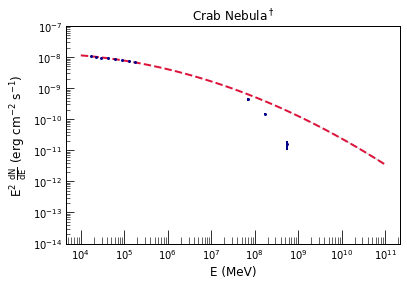 Crab Nebula†
E² dN/dE (erg cm⁻² s⁻¹)
10⁻⁷
10⁻⁸
10⁻⁹
10⁻¹⁰
10⁻¹¹
10⁻¹²
10⁻¹³
10⁻¹⁴
10⁴ 10⁵ 10⁶ 10⁷ 10⁸ 10⁹ 10¹⁰ 10¹¹
E (MeV)